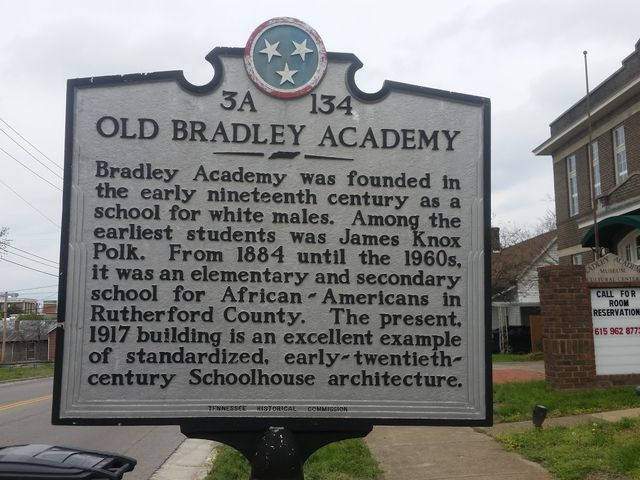 3A 134
OLD BRADLEY ACADEMY
Bradley Academy was founded in
the early nineteenth century as a
school for white males. Among the
earliest students was James Knox
Polk. From 1884 until the 1960s,
it was an elementary and secondary
school for African-Americans in
Rutherford County. The present,
1917 building is an excellent example
of standardized, early-twentieth-
century Schoolhouse architecture.
TENNESSEE HISTORICAL COMMISSION
MUSEUM
CALL FOR
ROOM
RESERVATION
615 962 8773